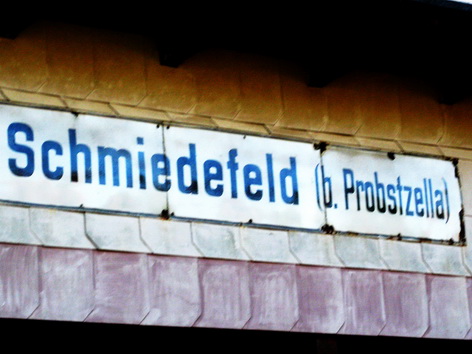 Schmiedefeld (b. Probstzella)